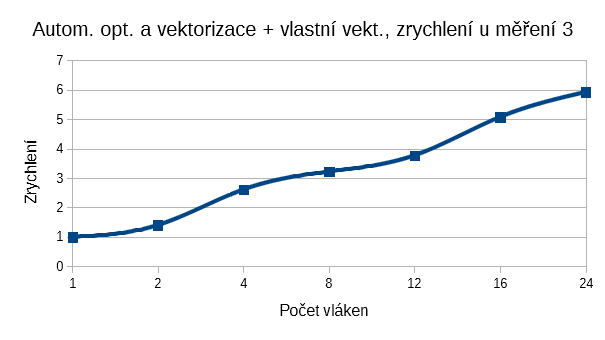 Autom. opt. a vektorizace + vlastní vekt., zrychlení u měření 3
7
6
5
4
3
2
1
0
Zrychlení
1 2 4 8 12 16 24
Počet vláken